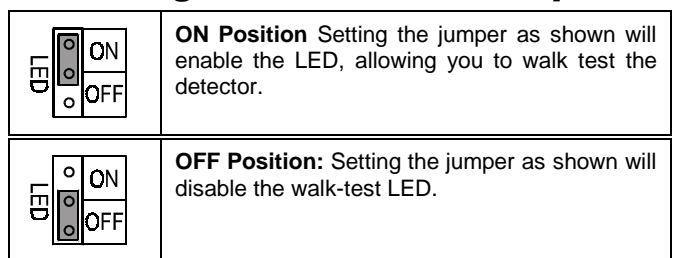 LED
ON
OFF
ON Position Setting the jumper as shown will
enable the LED, allowing you to walk test the
detector.
LED
ON
OFF
OFF Position: Setting the jumper as shown will
disable the walk-test LED.